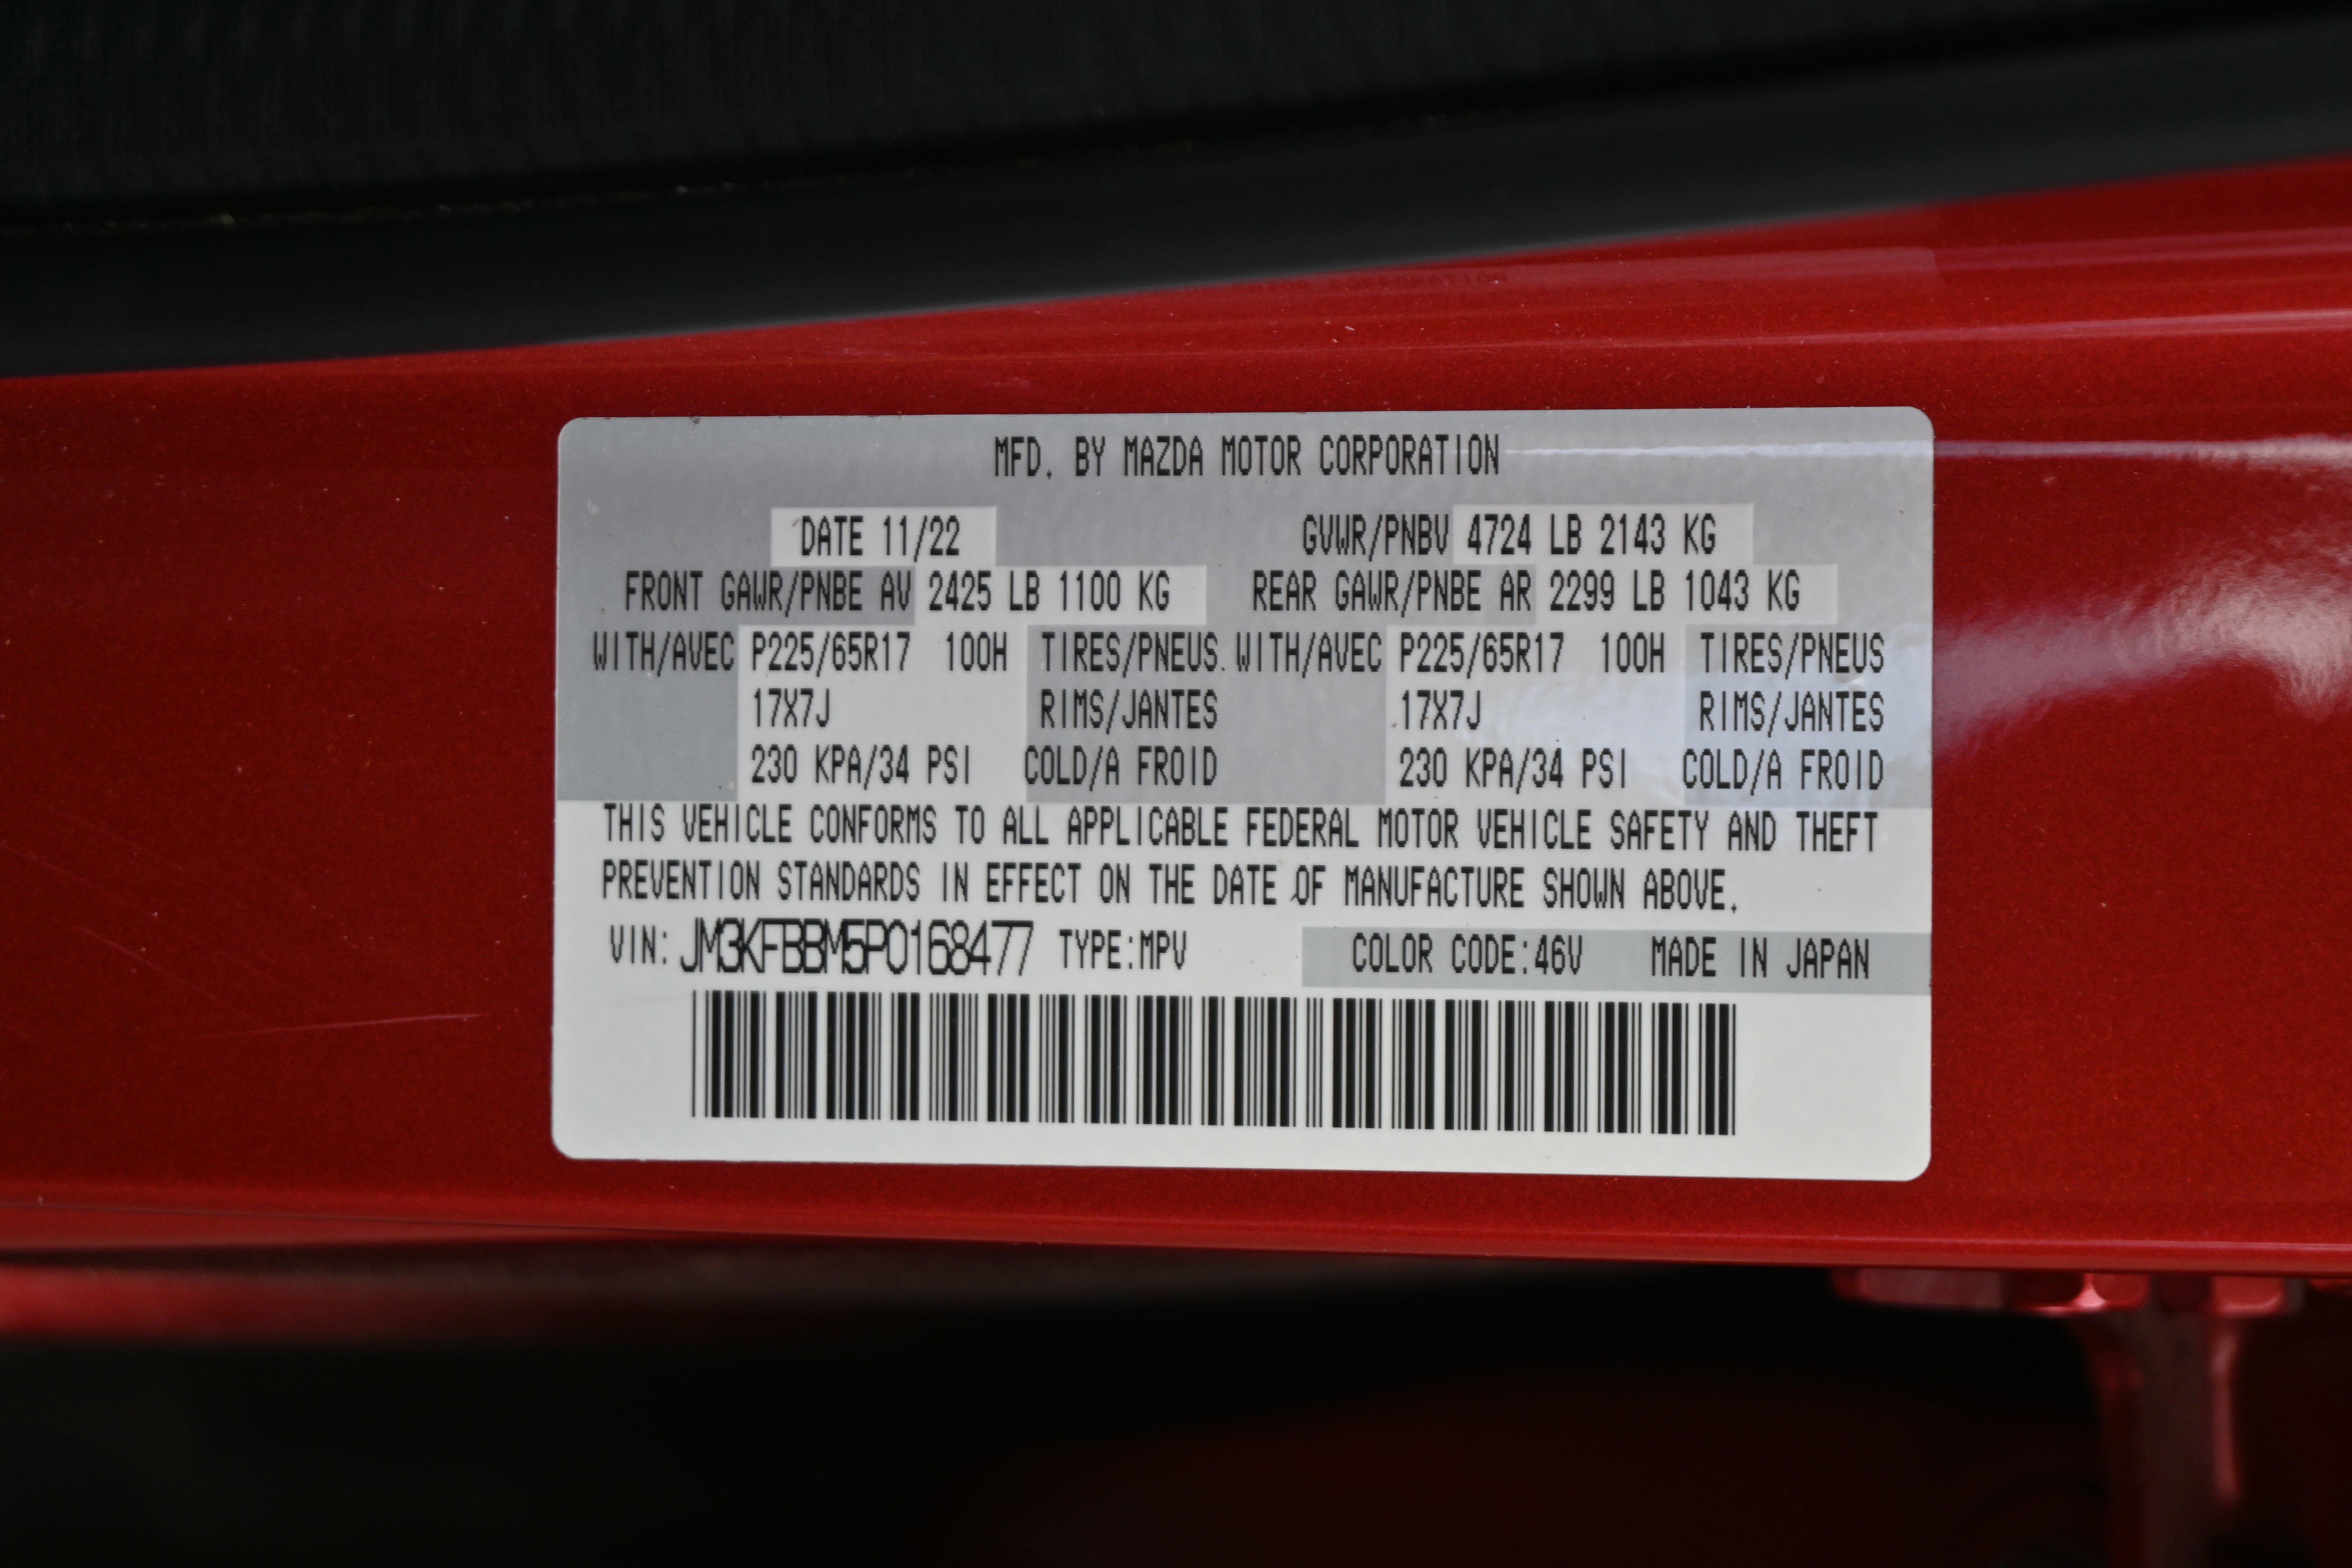 MFD. BY MAZDA MOTOR CORPORATION
DATE 11/22 GVWR/PNBV 4724 LB 2143 KG
FRONT GAWR/PNBE AV 2425 LB 1100 KG REAR GAWR/PNBE AR 2299 LB 1043 KG
WITH/AVEC P225/65R17 100H TIRES/PNEUS WITH/AVEC P225/65R17 100H TIRES/PNEUS
17X7J RIMS/JANTES 17X7J RIMS/JANTES
230 KPA/34 PSI COLD/A FROID 230 KPA/34 PSI COLD/A FROID
THIS VEHICLE CONFORMS TO ALL APPLICABLE FEDERAL MOTOR VEHICLE SAFETY AND THEFT
PREVENTION STANDARDS IN EFFECT ON THE DATE OF MANUFACTURE SHOWN ABOVE.
VIN: JM3KFBBM5P0168477 TYPE:MPV COLOR CODE:46V MADE IN JAPAN